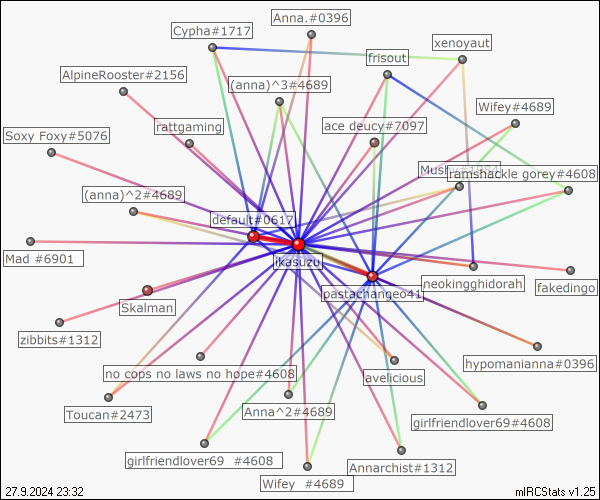 Anna.#0396
Cypha#1717
xenoyaut
frisout
AlpineRooster#2156
(anna)^3#4689
Wifey#4689
rattgaming
ace deucy#7097
Soxy Foxy#5076
ramshackle gorey#4608
(anna)^2#4689
default#0617
Mad #6901
ikasuzu
neokingghidorah
fakedingo
pastachangeo41
Skalman
zibbits#1312
hypomanianna#0396
no cops no laws no hope#4608
avelicious
Toucan#2473
Anna^2#4689
girlfriendlover69#4608
girlfriendlover69 #4608
Annarchist#1312
Wifey #4689
27.9.2024 23:32
mIRCStats v1.25